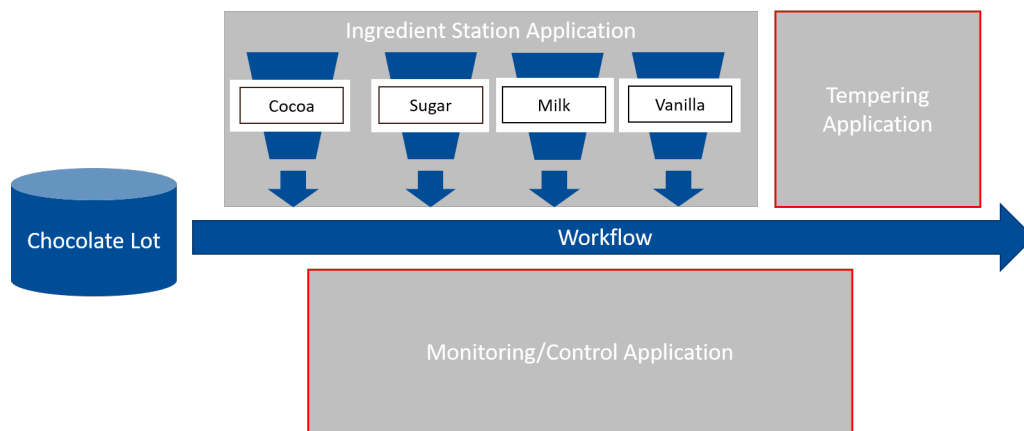 Ingredient Station Application
Cocoa
Sugar
Milk
Vanilla
Tempering
Application
Chocolate Lot
Workflow
Monitoring/Control Application